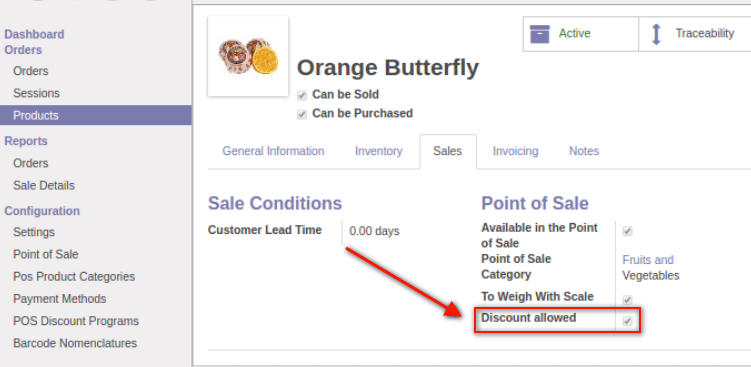 Dashboard
Orders
Orders
Sessions
Products
Reports
Orders
Sale Details
Configuration
Settings
Point of Sale
Pos Product Categories
Payment Methods
POS Discount Programs
Barcode Nomenclatures
Active
Traceability
Orange Butterfly
Can be Sold
Can be Purchased
General Information Inventory Sales Invoicing Notes
Sale Conditions
Customer Lead Time 0.00 days
Point of Sale
Available in the Point
of Sale
Point of Sale Fruits and
Category Vegetables
To Weigh With Scale
Discount allowed